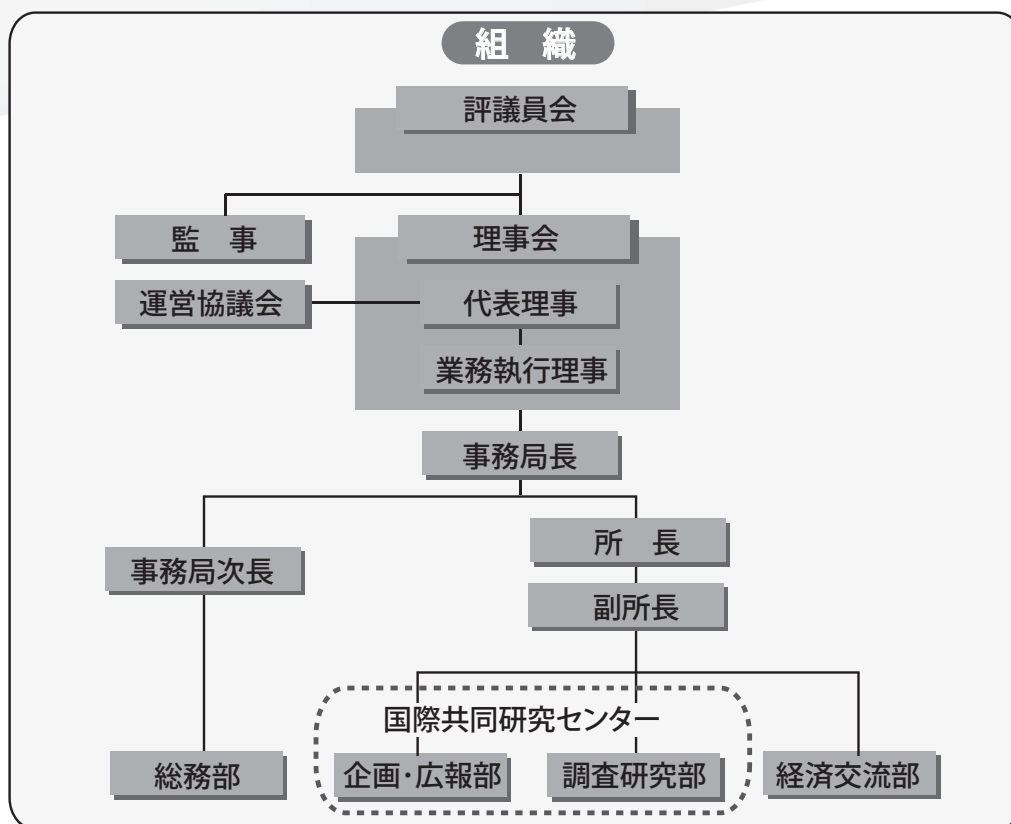 組　織
評議員会
監　事
理事会
運営協議会
代表理事
業務執行理事
事務局長
所　長
事務局次長
副所長
国際共同研究センター
総務部
企画・広報部
調査研究部
経済交流部